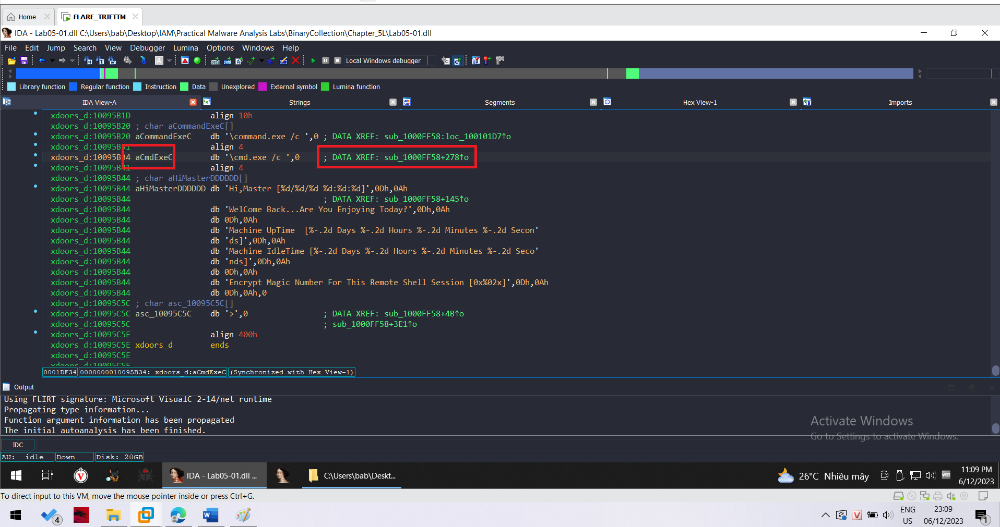 Home
FLARE_TRIETTM
IDA - Lab05-01.dll C:\Users\bab\Desktop\IAM\Practical Malware Analysis Labs\BinaryCollection\Chapter_5L\Lab05-01.dll
File Edit Jump Search View Debugger Lumina Options Windows Help
Local Windows debugger
Library function Regular function Instruction Data Unexplored External symbol Lumina function
IDA View-A Strings Segments Hex View-1 Imports
xdoors_d:10095B1D align 10h
xdoors_d:10095B20 ; char aCommandExeC[]
xdoors_d:10095B20 aCommandExeC db '\command.exe /c ',0 ; DATA XREF: sub_1000FF58:loc_100101D7↑o
xdoors_d:10095B31 align 4
xdoors_d:10095B34 aCmdExeC db '\cmd.exe /c ',0 ; DATA XREF: sub_1000FF58+278↑o
xdoors_d:10095B41 align 4
xdoors_d:10095B44 ; char aHiMasterDDDDDD[]
xdoors_d:10095B44 aHiMasterDDDDDD db 'Hi,Master [%d/%d/%d %d:%d:%d]',0Dh,0Ah
xdoors_d:10095B44 ; DATA XREF: sub_1000FF58+145↑o
xdoors_d:10095B44 db 'WelCome Back...Are You Enjoying Today?',0Dh,0Ah
xdoors_d:10095B44 db 0Dh,0Ah
xdoors_d:10095B44 db 'Machine UpTime  [%-.2d Days %-.2d Hours %-.2d Minutes %-.2d Secon'
xdoors_d:10095B44 db 'ds]',0Dh,0Ah
xdoors_d:10095B44 db 'Machine IdleTime [%-.2d Days %-.2d Hours %-.2d Minutes %-.2d Seco'
xdoors_d:10095B44 db 'nds]',0Dh,0Ah
xdoors_d:10095B44 db 0Dh,0Ah
xdoors_d:10095B44 db 'Encrypt Magic Number For This Remote Shell Session [0x%02x]',0Dh,0Ah
xdoors_d:10095B44 db 0Dh,0Ah,0
xdoors_d:10095C5C ; char asc_10095C5C[]
xdoors_d:10095C5C asc_10095C5C db '>',0 ; DATA XREF: sub_1000FF58+4B↑o
xdoors_d:10095C5C ; sub_1000FF58+3E1↑o
xdoors_d:10095C5E align 400h
xdoors_d:10095C5E xdoors_d ends
xdoors_d:10095C5E
xdoors_d:10095C5E
0001DF34 0000000010095B34: xdoors_d:aCmdExeC (Synchronized with Hex View-1)
Output
Using FLIRT signature: Microsoft VisualC 2-14/net runtime
Propagating type information...
Function argument information has been propagated
The initial autoanalysis has been finished.
Activate Windows
Go to Settings to activate Windows.
IDC
AU: idle Down Disk: 20GB
IDA - Lab05-01.dll ...
C:\Users\bab\Deskt...
26°C Nhiều mây
vm
11:09 PM
6/12/2023
To direct input to this VM, move the mouse pointer inside or press Ctrl+G.
4
ENG
US
23:09
06/12/2023
1